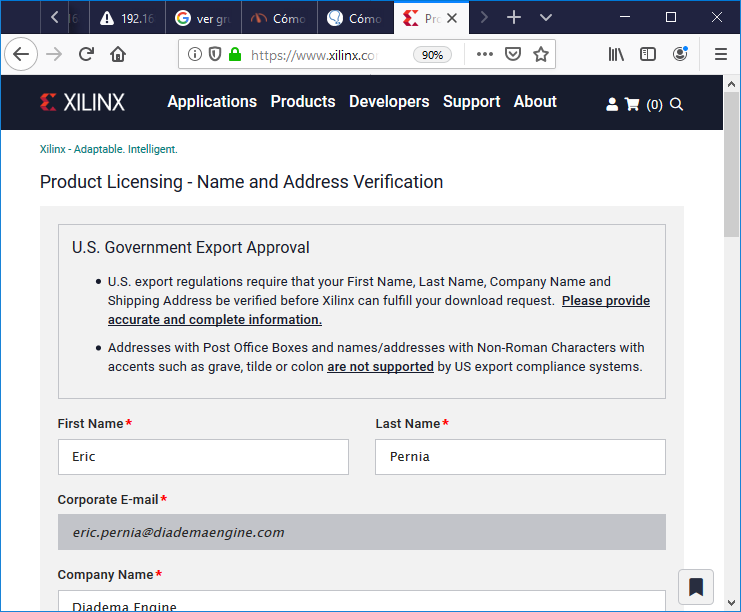 192.16
ver gru
Cómo
Cómo
Pro
https://www.xilinx.co
90%
XILINX
Applications Products Developers Support About
(0)
Xilinx - Adaptable. Intelligent.
Product Licensing - Name and Address Verification
U.S. Government Export Approval
• U.S. export regulations require that your First Name, Last Name, Company Name and
Shipping Address be verified before Xilinx can fulfill your download request. Please provide
accurate and complete information.
• Addresses with Post Office Boxes and names/addresses with Non-Roman Characters with
accents such as grave, tilde or colon are not supported by US export compliance systems.
First Name* Last Name*
Eric Pernia
Corporate E-mail*
eric.pernia@diademaengine.com
Company Name*
Diadema Engine